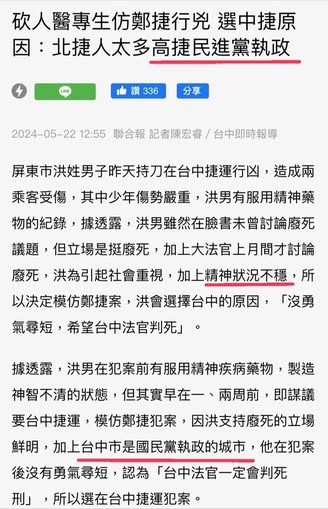 砍人醫專生仿鄭捷行兇 選中捷原
因：北捷人太多高捷民進黨執政
LINE
讚 336
分享
2024-05-22 12:55 聯合報 記者陳宏睿／台中即時報導
屏東市洪姓男子昨天持刀在台中捷運行凶，造成兩
乘客受傷，其中少年傷勢嚴重，洪男有服用精神藥
物的紀錄，據透露，洪男雖然在臉書未曾討論廢死
議題，但立場是挺廢死，加上大法官上月間才討論
廢死，洪為引起社會重視，加上精神狀況不穩，所
以決定模仿鄭捷案，洪會選擇台中的原因，「沒勇
氣尋短，希望台中法官判死」。
據透露，洪男在犯案前有服用精神疾病藥物，製造
神智不清的狀態，但其實早在一、兩周前，即謀議
要台中捷運，模仿鄭捷犯案，因洪支持廢死的立場
鮮明，加上台中市是國民黨執政的城市，他在犯案
後沒有勇氣尋短，認為「台中法官一定會判死
刑」，所以選在台中捷運犯案。